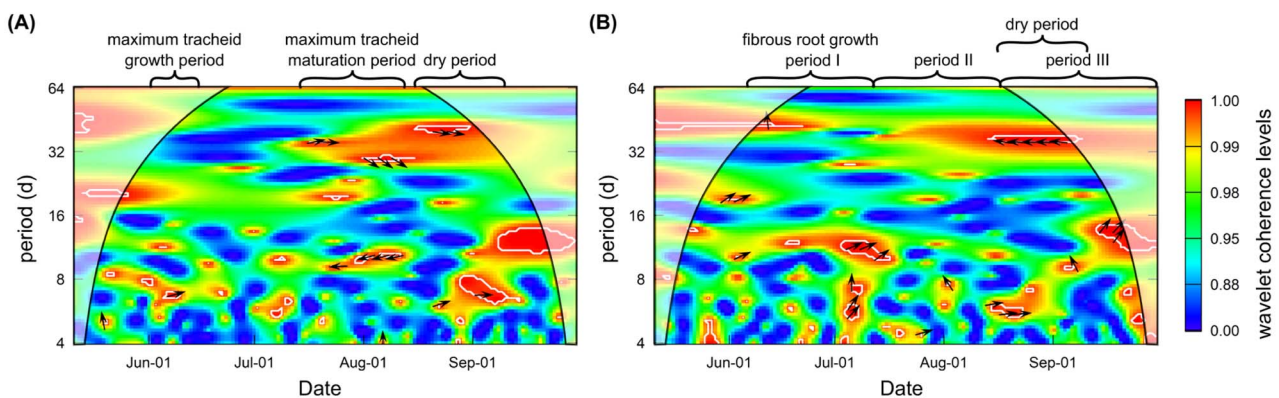 (A)
maximum tracheid
growth period
maximum tracheid
maturation period
dry period
64
32
16
8
4
period (d)
Jun-01
Jul-01
Aug-01
Sep-01
Date
(B)
fibrous root growth
period I
period II
dry period
period III
64
32
16
8
4
period (d)
Jun-01
Jul-01
Aug-01
Sep-01
Date
1.00
0.99
0.98
0.95
0.88
0.00
wavelet coherence levels